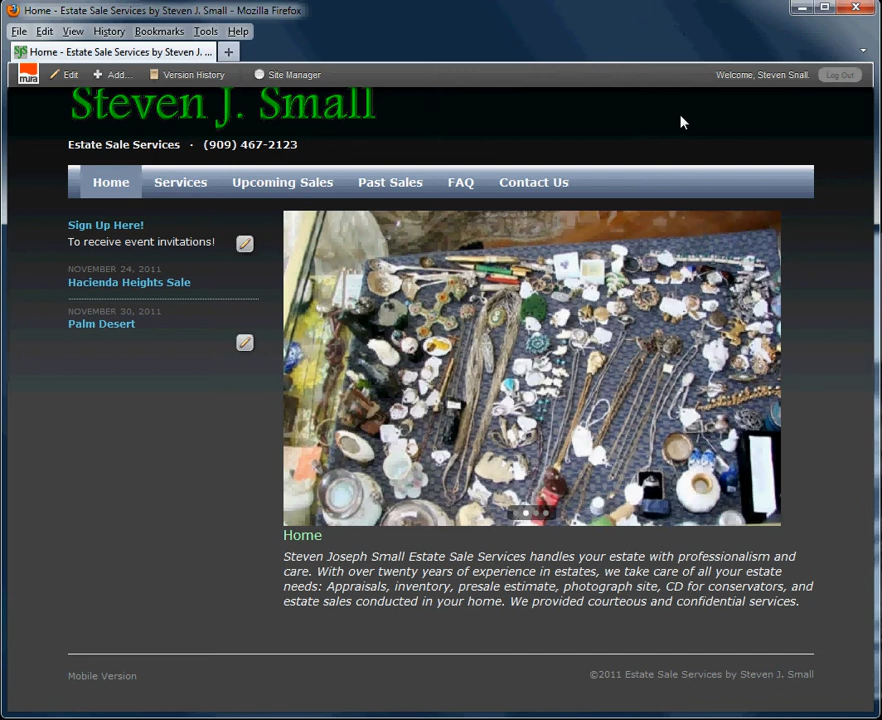 Home - Estate Sale Services by Steven J. Small - Mozilla Firefox
File Edit View History Bookmarks Tools Help
Home - Estate Sale Services by Steven J. ...
mura Edit Add... Version History Site Manager Welcome, Steven Snall. Log Out
Steven J. Small
Estate Sale Services · (909) 467-2123
Home Services Upcoming Sales Past Sales FAQ Contact Us
Sign Up Here!
To receive event invitations!
NOVEMBER 24, 2011
Hacienda Heights Sale
NOVEMBER 30, 2011
Palm Desert
Home
Steven Joseph Small Estate Sale Services handles your estate with professionalism and
care. With over twenty years of experience in estates, we take care of all your estate
needs: Appraisals, inventory, presale estimate, photograph site, CD for conservators, and
estate sales conducted in your home. We provided courteous and confidential services.
Mobile Version
©2011 Estate Sale Services by Steven J. Small